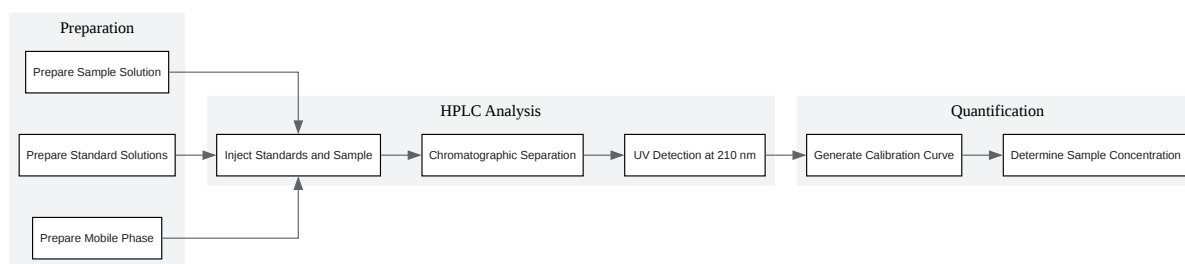 Preparation
Prepare Sample Solution
Prepare Standard Solutions
Prepare Mobile Phase
HPLC Analysis
Inject Standards and Sample
Chromatographic Separation
UV Detection at 210 nm
Quantification
Generate Calibration Curve
Determine Sample Concentration